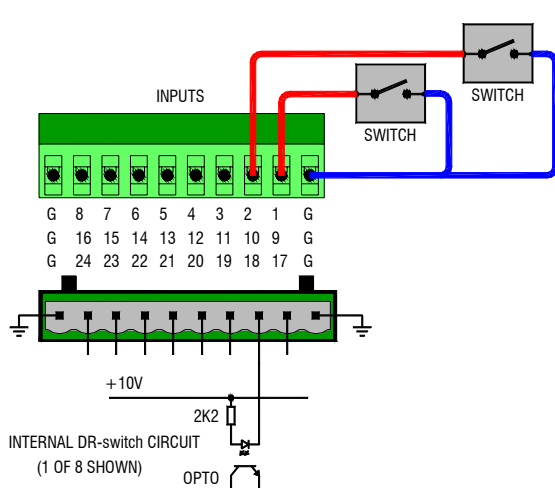 SWITCH
INPUTS
SWITCH
G 8 7 6 5 4 3 2 1 G
G 16 15 14 13 12 11 10 9 G
G 24 23 22 21 20 19 18 17 G
+10V
2K2
INTERNAL DR-switch CIRCUIT
(1 OF 8 SHOWN)
OPTO